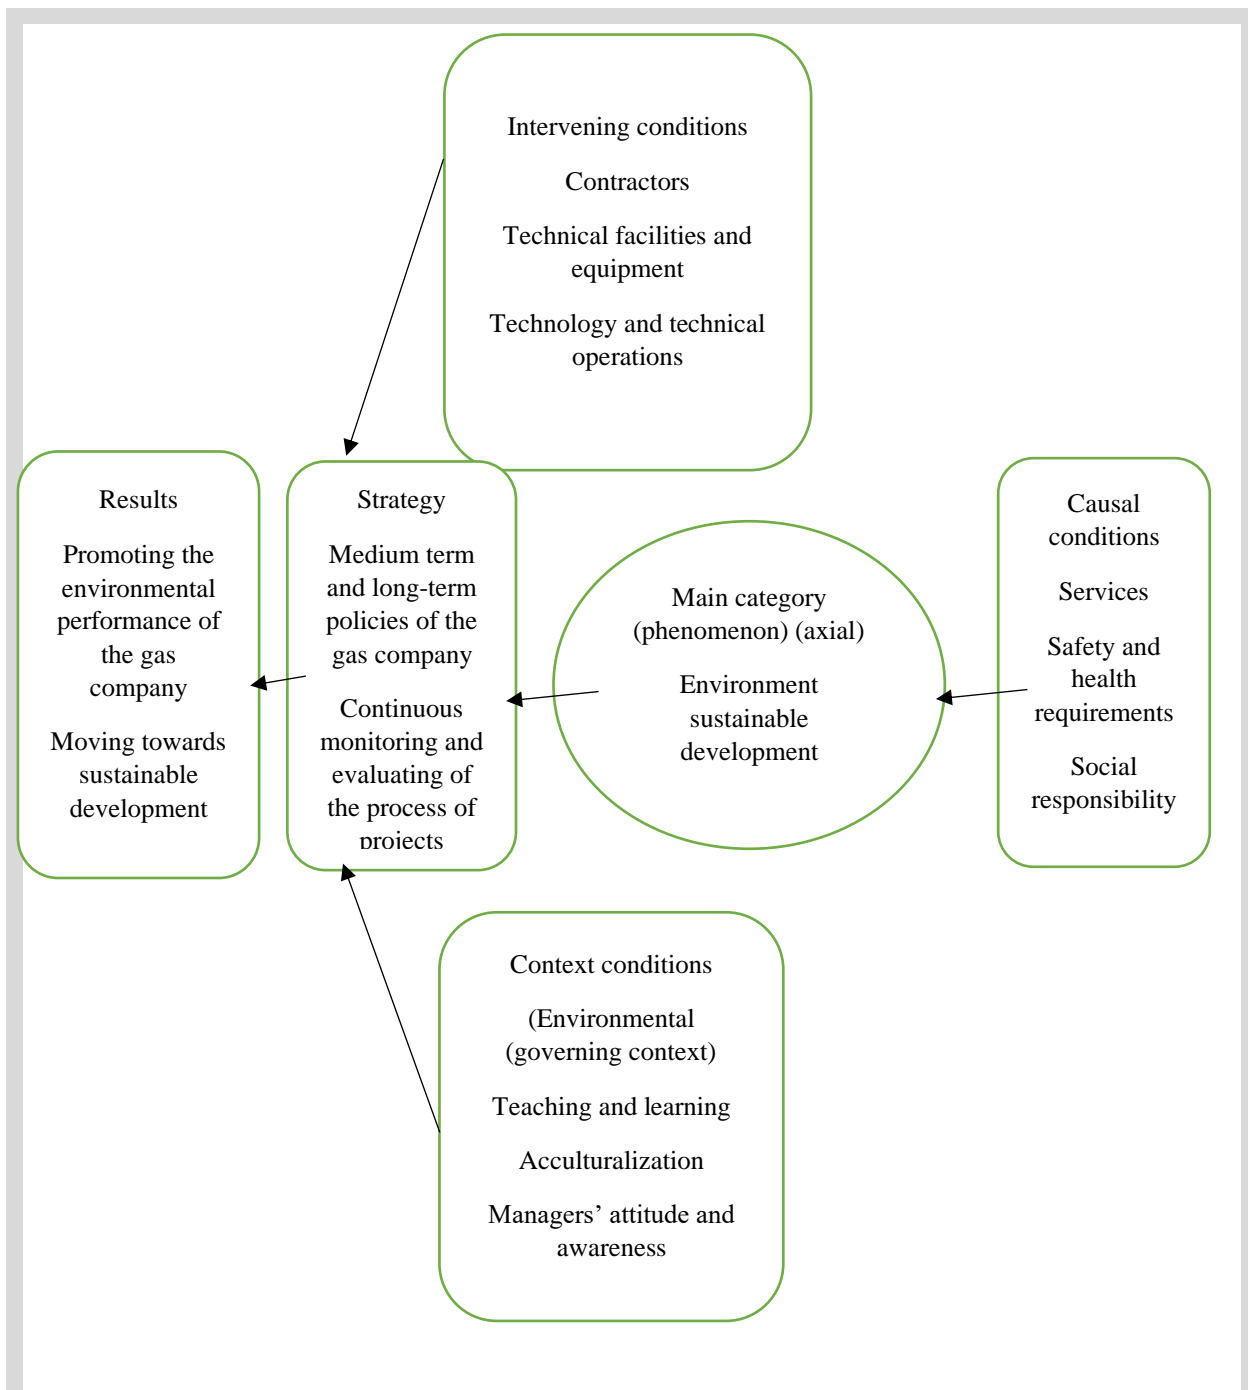 Intervening conditions
Contractors
Technical facilities and
equipment
Technology and technical
operations
Results
Promoting the
environmental
performance of
the gas
company
Moving towards
sustainable
development
Strategy
Medium term
and long-term
policies of the
gas company
Continuous
monitoring and
evaluating of
the process of
projects
Main category
(phenomenon) (axial)
Environment
sustainable
development
Causal
conditions
Services
Safety and
health
requirements
Social
responsibility
Context conditions
(Environmental
(governing context)
Teaching and learning
Acculturalization
Managers’ attitude and
awareness